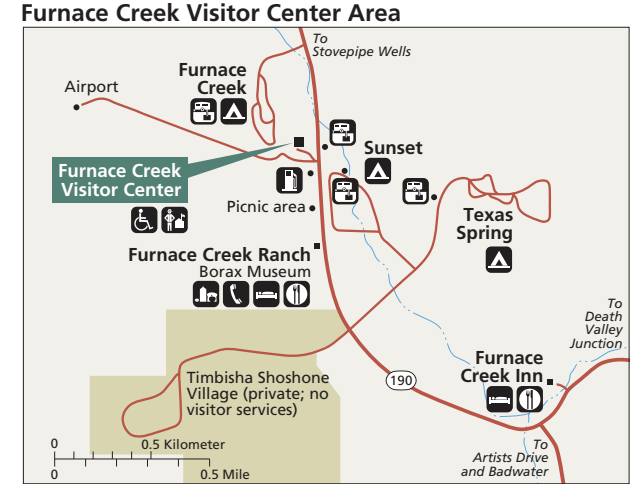 Furnace Creek Visitor Center Area
To
Stovepipe Wells
Airport
Furnace
Creek
Sunset
Furnace Creek
Visitor Center
Picnic area
Texas
Spring
Furnace Creek Ranch
Borax Museum
To
Death
Valley
Junction
Furnace
Creek Inn
190
Timbisha Shoshone
Village (private; no
visitor services)
0
0.5 Kilometer
0
0.5 Mile
To
Artists Drive
and Badwater